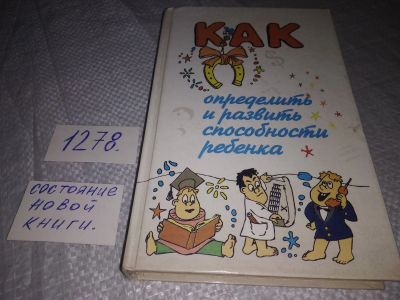 КАК
определить
и развить
способности
ребенка
1278.
состояние
новой
книги.